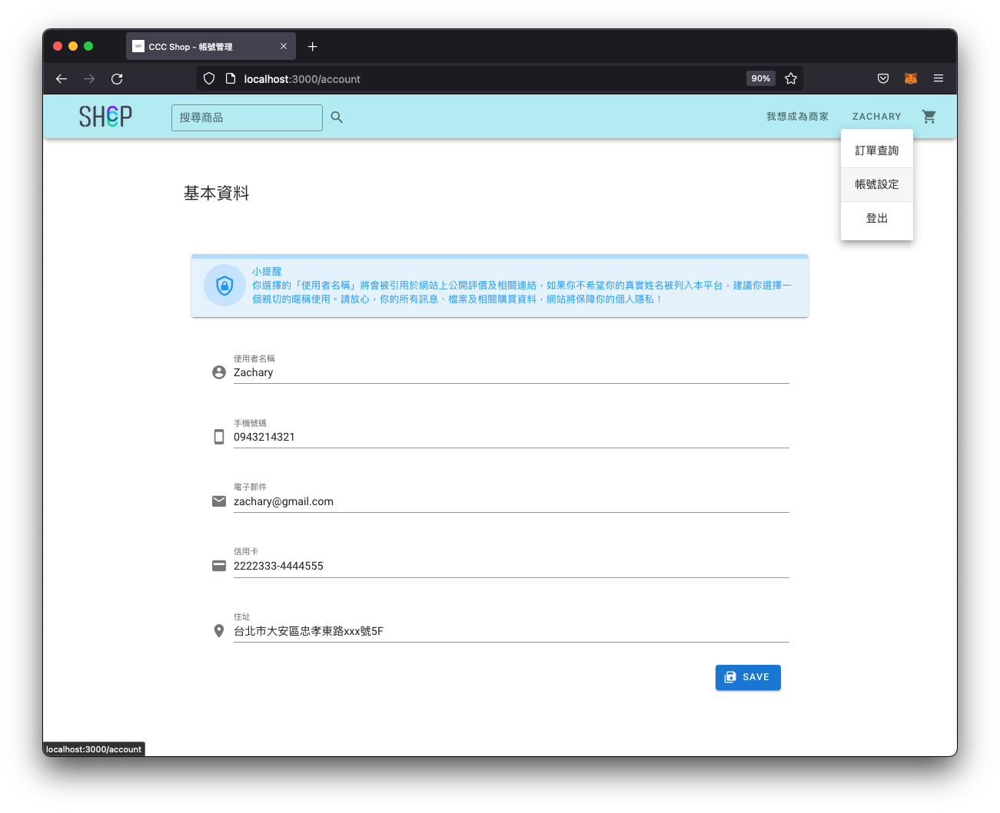 CCC Shop - 帳號管理
localhost:3000/account
90%
SHCP
搜尋商品
我想成為商家
ZACHARY
訂單查詢
帳號設定
登出
基本資料
小提醒
你選擇的「使用者名稱」將會被引用於網站上公開評價及相關連結，如果你不希望你的真實姓名被列入本平台，建議你選擇一
個親切的暱稱使用。請放心，你的所有訊息、檔案及相關購買資料，網站將保障你的個人隱私！
使用者名稱
Zachary
手機號碼
0943214321
電子郵件
zachary@gmail.com
信用卡
2222333-4444555
住址
台北市大安區忠孝東路xxx號5F
SAVE
localhost:3000/account